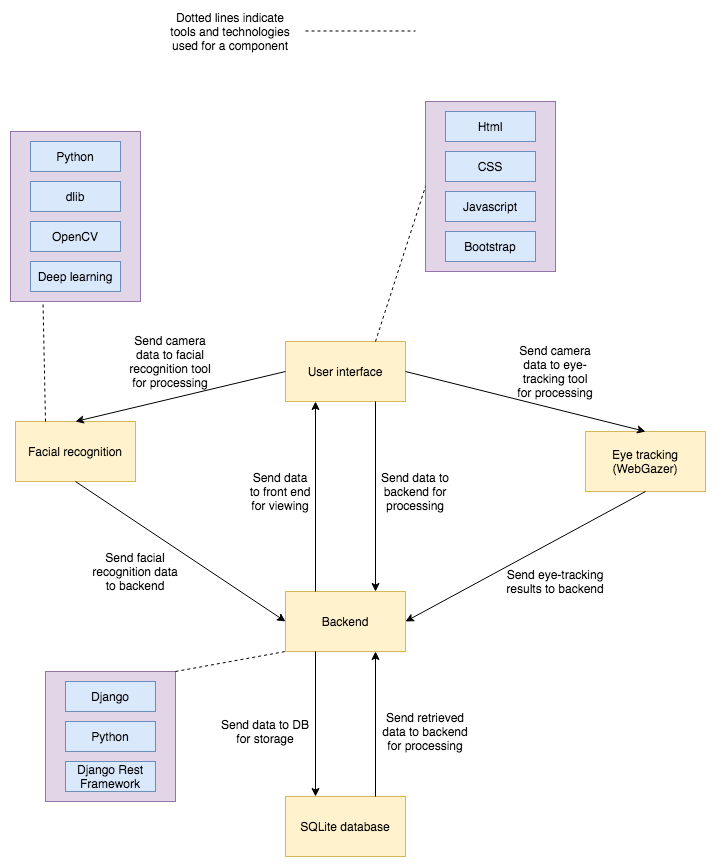 Dotted lines indicate
tools and technologies
used for a component
Html
CSS
Javascript
Bootstrap
Python
dlib
OpenCV
Deep learning
Send camera
data to facial
recognition tool
for processing
User interface
Send camera
data to eye-
tracking tool
for processing
Facial recognition
Eye tracking
(WebGazer)
Send data
to front end
for viewing
Send data to
backend for
processing
Send facial
recognition data
to backend
Send eye-tracking
results to backend
Backend
Django
Python
Django Rest
Framework
Send data to DB
for storage
Send retrieved
data to backend
for processing
SQLite database